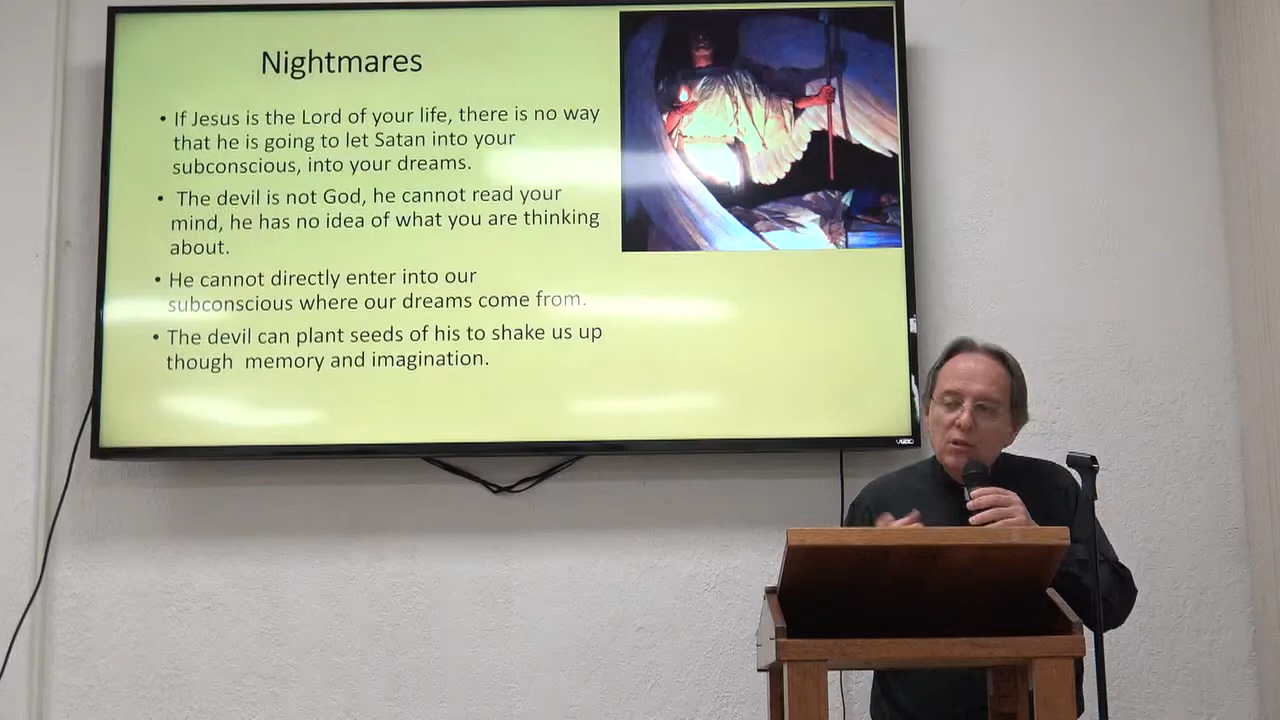 Nightmares
• If Jesus is the Lord of your life, there is no way
that he is going to let Satan into your
subconscious, into your dreams.
• The devil is not God, he cannot read your
mind, he has no idea of what you are thinking
about.
• He cannot directly enter into our
subconscious where our dreams come from.
• The devil can plant seeds of his to shake us up
though memory and imagination.
VIZIO